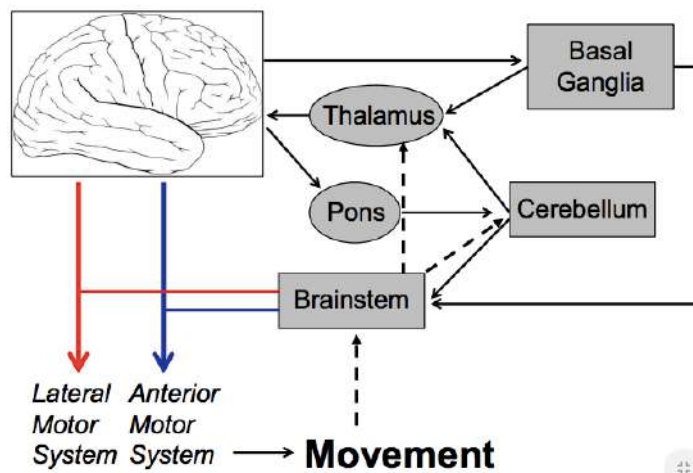 Basal
Ganglia
Thalamus
Pons
Cerebellum
Brainstem
Lateral Anterior
Motor Motor
System System
Movement